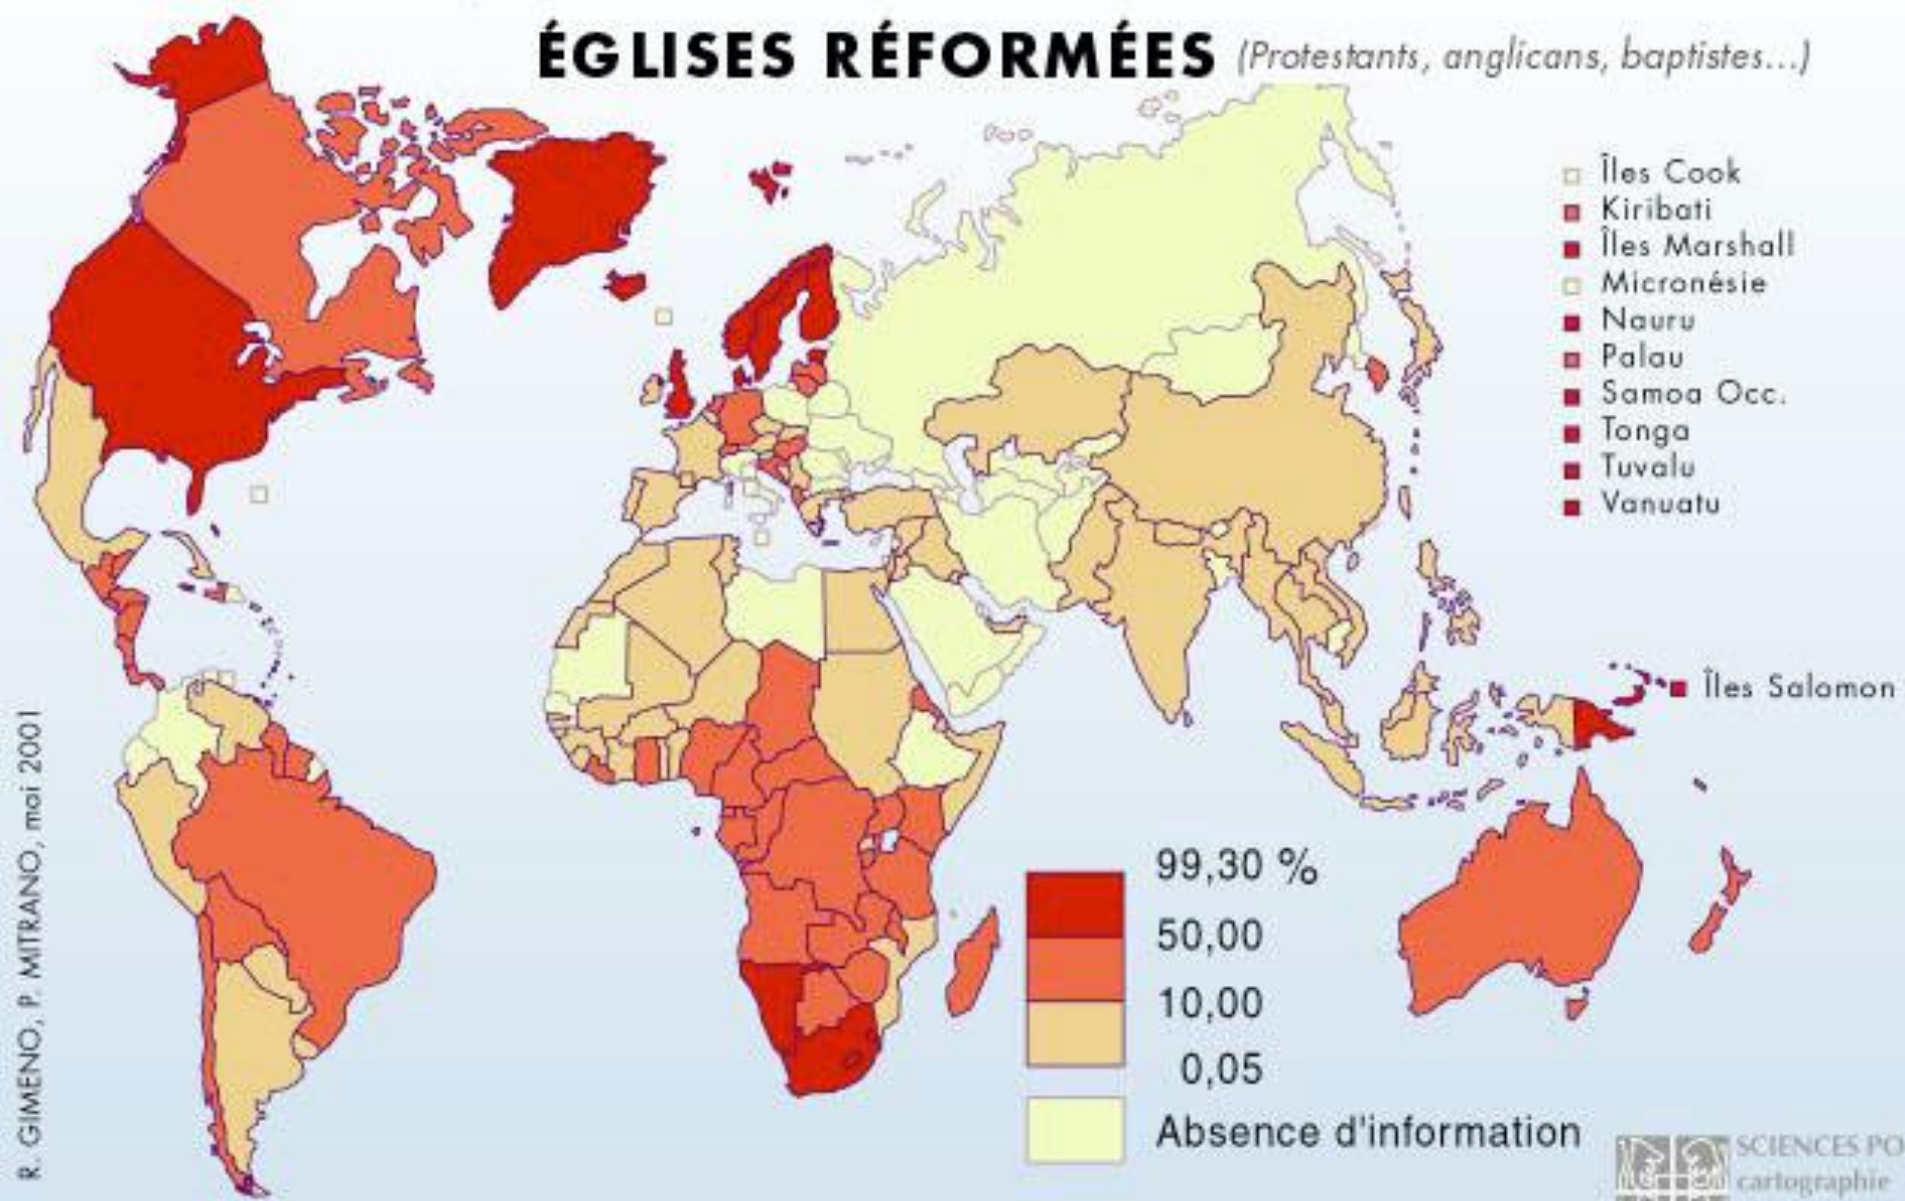 ÉGLISES RÉFORMÉES (Protestants, anglicans, baptistes...)
Îles Cook
Kiribati
Îles Marshall
Micronésie
Nauru
Palau
Samoa Occ.
Tonga
Tuvalu
Vanuatu
Îles Salomon
99,30 %
50,00
10,00
0,05
Absence d'information
R. GIMENO, P. MITRANO, mai 2001
SCIENCES PO
cartographie